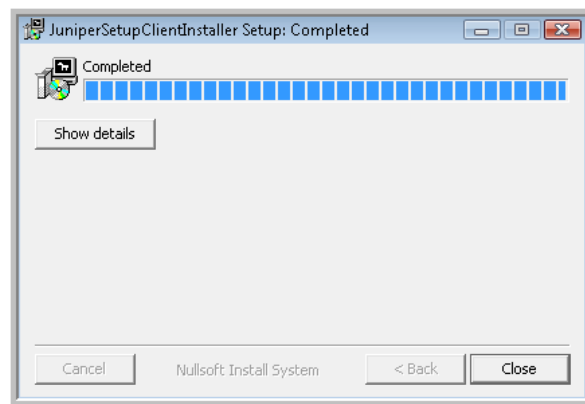 JuniperSetupClientInstaller Setup: Completed
Completed
Show details
Cancel Nullsoft Install System < Back Close